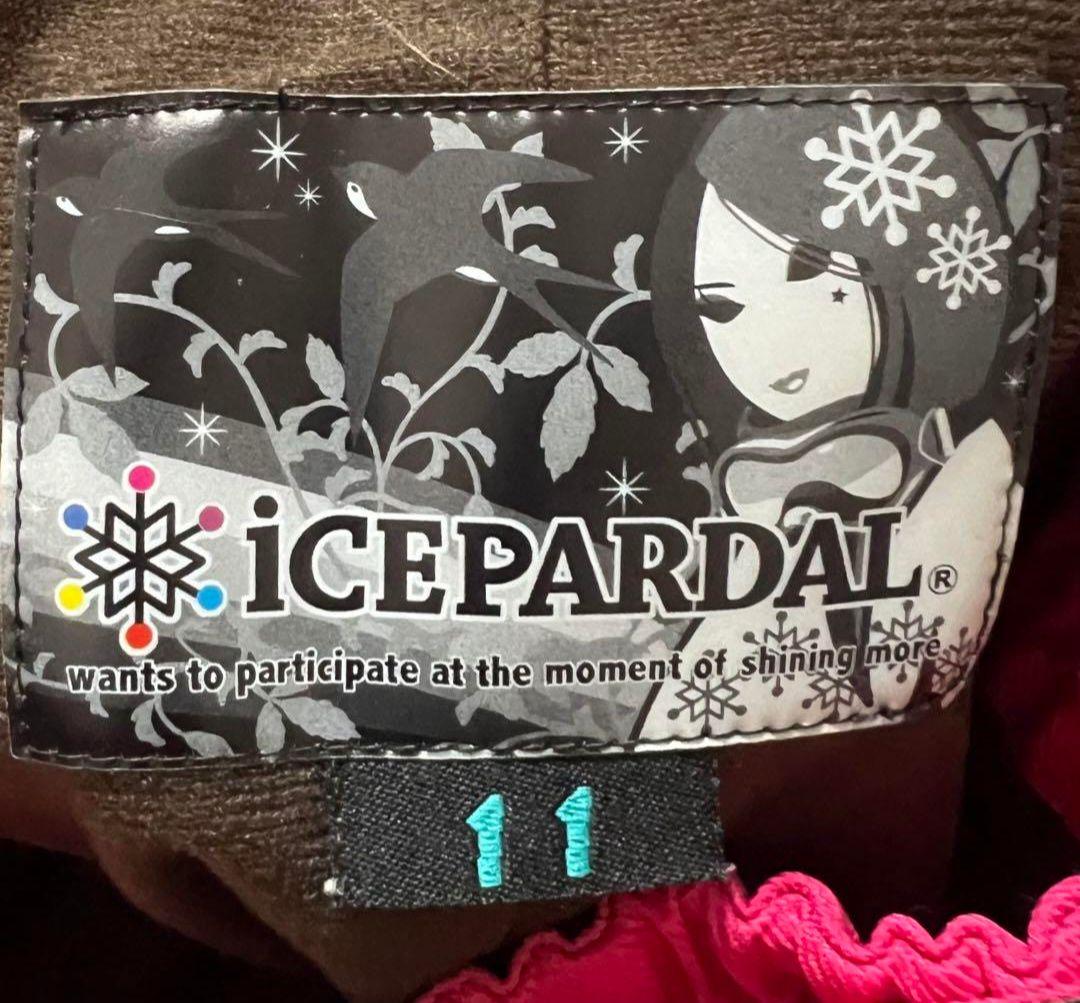 iCEPARDAL®
wants to participate at the moment of shining more
11